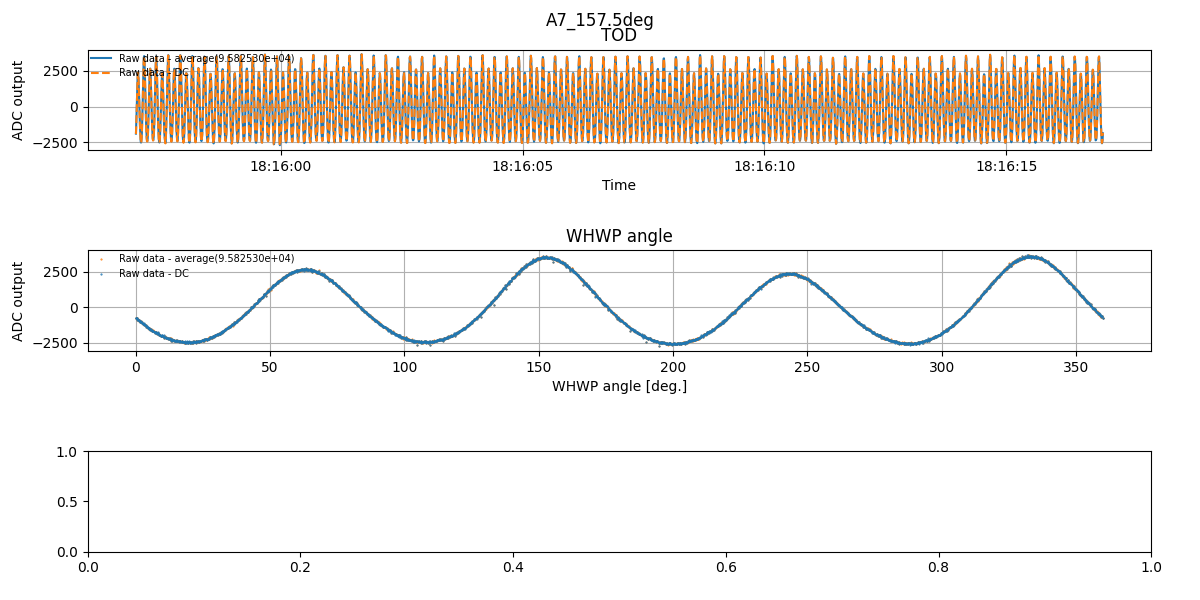 A7_157.5deg
TOD
Raw data - average(9.582530e+04)
Raw data - DC
ADC output
2500
0
−2500
18:16:00 18:16:05 18:16:10 18:16:15
Time
WHWP angle
Raw data - average(9.582530e+04)
Raw data - DC
ADC output
2500
0
−2500
0 50 100 150 200 250 300 350
WHWP angle [deg.]
1.0
0.5
0.0
0.0 0.2 0.4 0.6 0.8 1.0